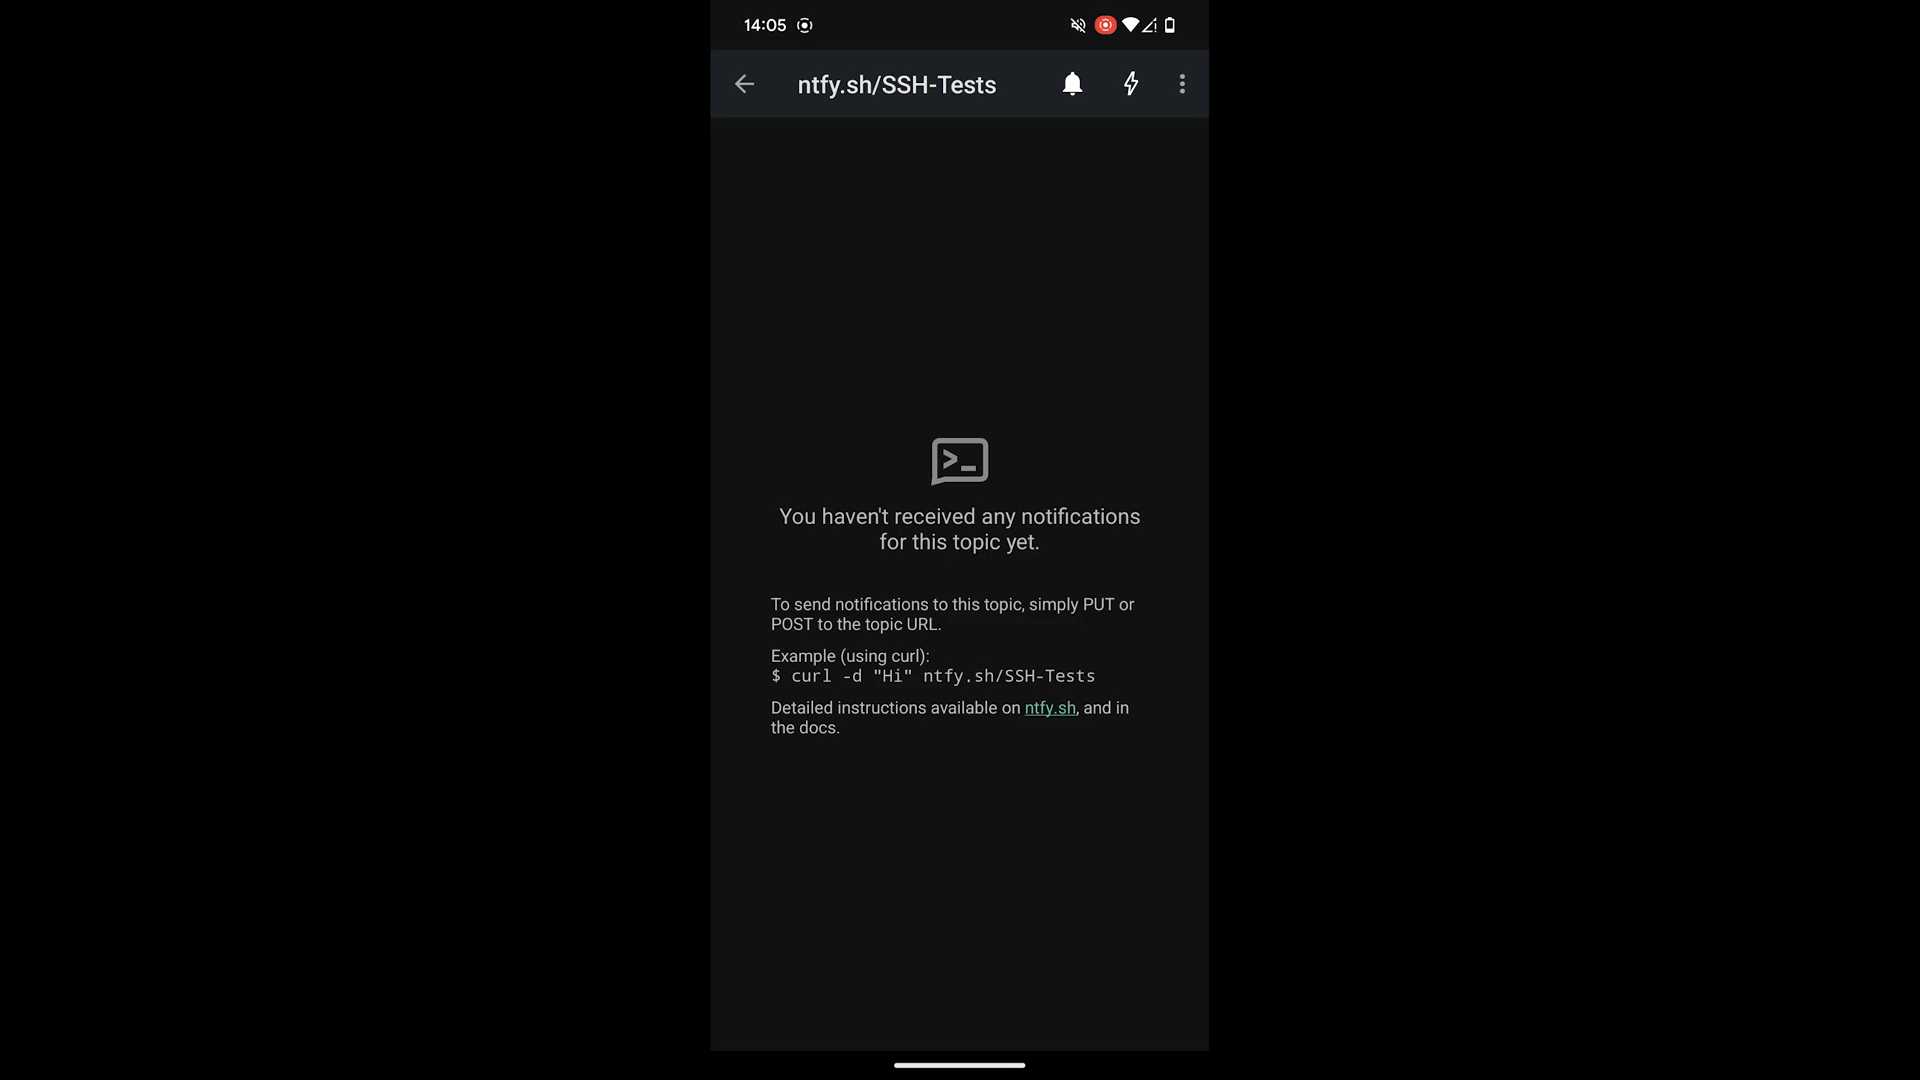 14:05
ntfy.sh/SSH-Tests
>_
You haven't received any notifications
for this topic yet.
To send notifications to this topic, simply PUT or
POST to the topic URL.
Example (using curl):
$ curl -d "Hi" ntfy.sh/SSH-Tests
Detailed instructions available on ntfy.sh, and in
the docs.